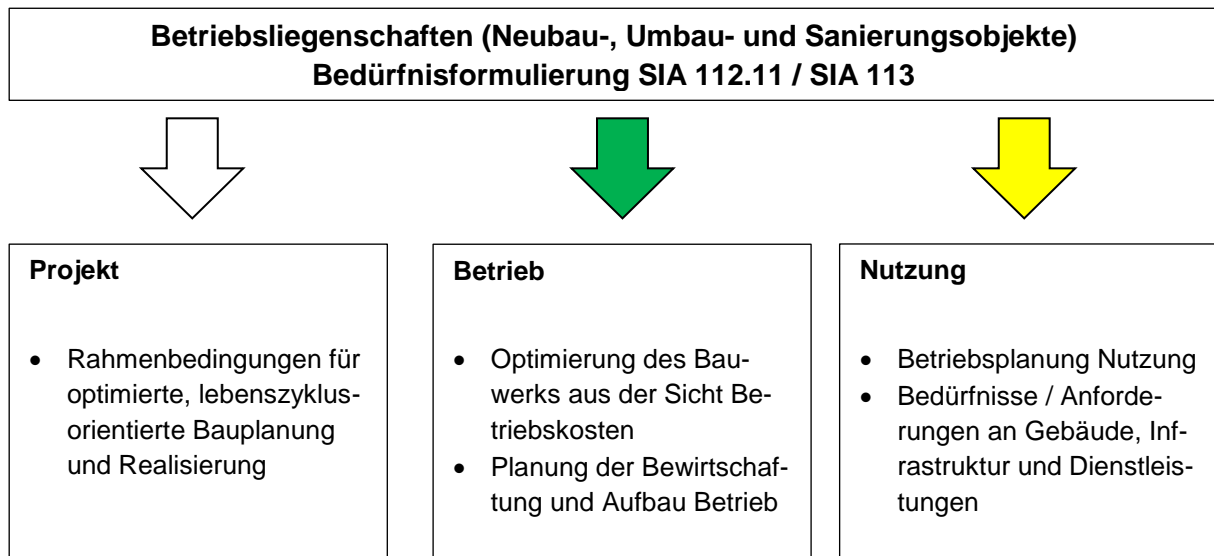 Betriebsliegenschaften (Neubau-, Umbau- und Sanierungsobjekte)
Bedürfnisformulierung SIA 112.11 / SIA 113
Projekt
• Rahmenbedingungen für
optimierte, lebenszyklus-
orientierte Bauplanung
und Realisierung
Betrieb
• Optimierung des Bau-
werks aus der Sicht Be-
triebskosten
• Planung der Bewirtschaf-
tung und Aufbau Betrieb
Nutzung
• Betriebsplanung Nutzung
• Bedürfnisse / Anforde-
rungen an Gebäude, Inf-
rastruktur und Dienstleis-
tungen